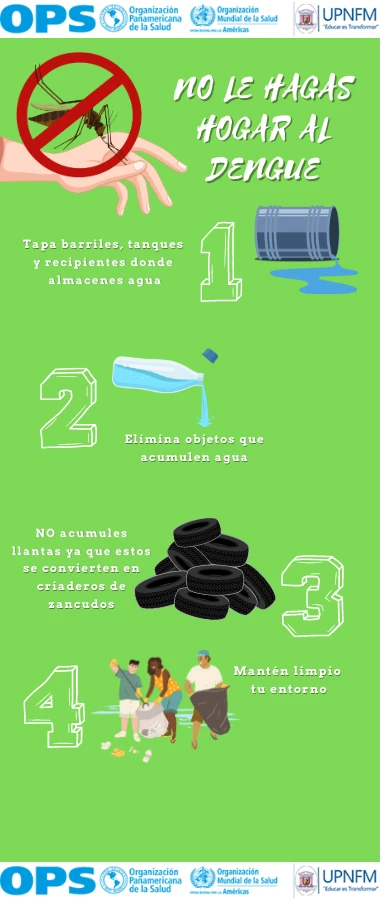 OPS
Organización
Panamericana
de la Salud
Organización
Mundial de la Salud
Américas
UPNFM
"Educar es Transformar"
NO LE HAGAS
HOGAR AL
DENGUE
Tapa barriles, tanques
y recipientes donde
almacenes agua
1
2
Elimina objetos que
acumulen agua
NO acumules
llantas ya que estos
se convierten en
criaderos de
zancudos
3
4
Mantén limpio
tu entorno
OPS
Organización
Panamericana
de la Salud
Organización
Mundial de la Salud
Américas
UPNFM
"Educar es Transformar"